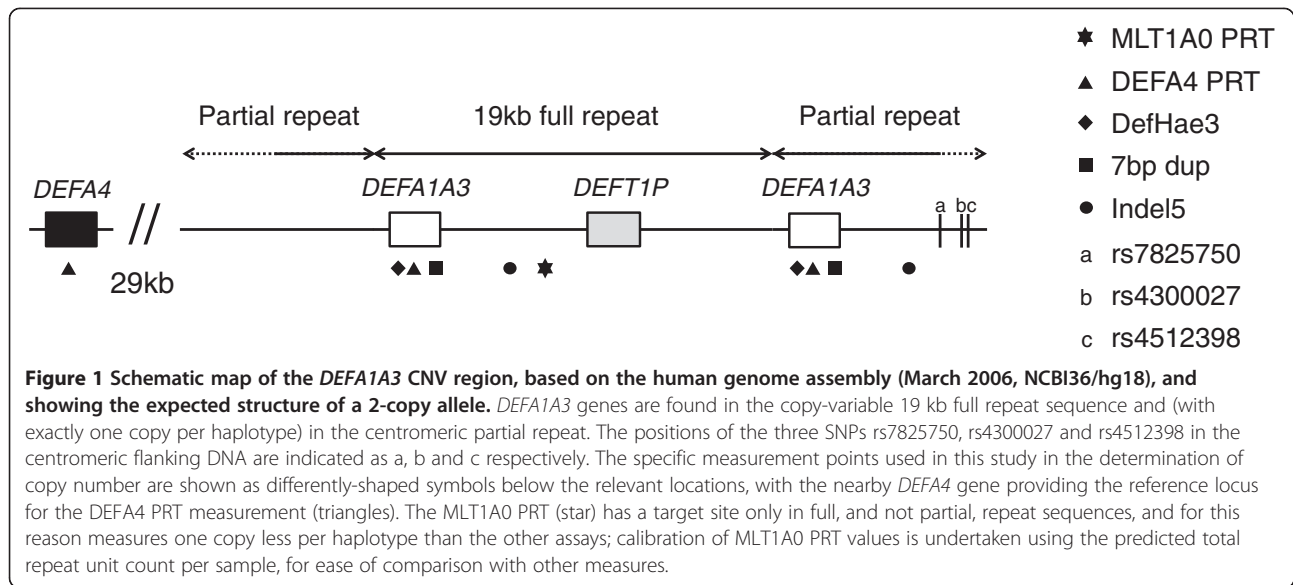 Partial repeat 19kb full repeat Partial repeat
DEFA4 DEFA1A3 DEFT1P DEFA1A3
a bc
//
29kb
MLT1A0 PRT
DEFA4 PRT
DefHae3
7bp dup
Indel5
a rs7825750
b rs4300027
c rs4512398
Figure 1 Schematic map of the DEFA1A3 CNV region, based on the human genome assembly (March 2006, NCBI36/hg18), and
showing the expected structure of a 2-copy allele. DEFA1A3 genes are found in the copy-variable 19 kb full repeat sequence and (with
exactly one copy per haplotype) in the centromeric partial repeat. The positions of the three SNPs rs7825750, rs4300027 and rs4512398 in the
centromeric flanking DNA are indicated as a, b and c respectively. The specific measurement points used in this study in the determination of
copy number are shown as differently-shaped symbols below the relevant locations, with the nearby DEFA4 gene providing the reference locus
for the DEFA4 PRT measurement (triangles). The MLT1A0 PRT (star) has a target site only in full, and not partial, repeat sequences, and for this
reason measures one copy less per haplotype than the other assays; calibration of MLT1A0 PRT values is undertaken using the predicted total
repeat unit count per sample, for ease of comparison with other measures.